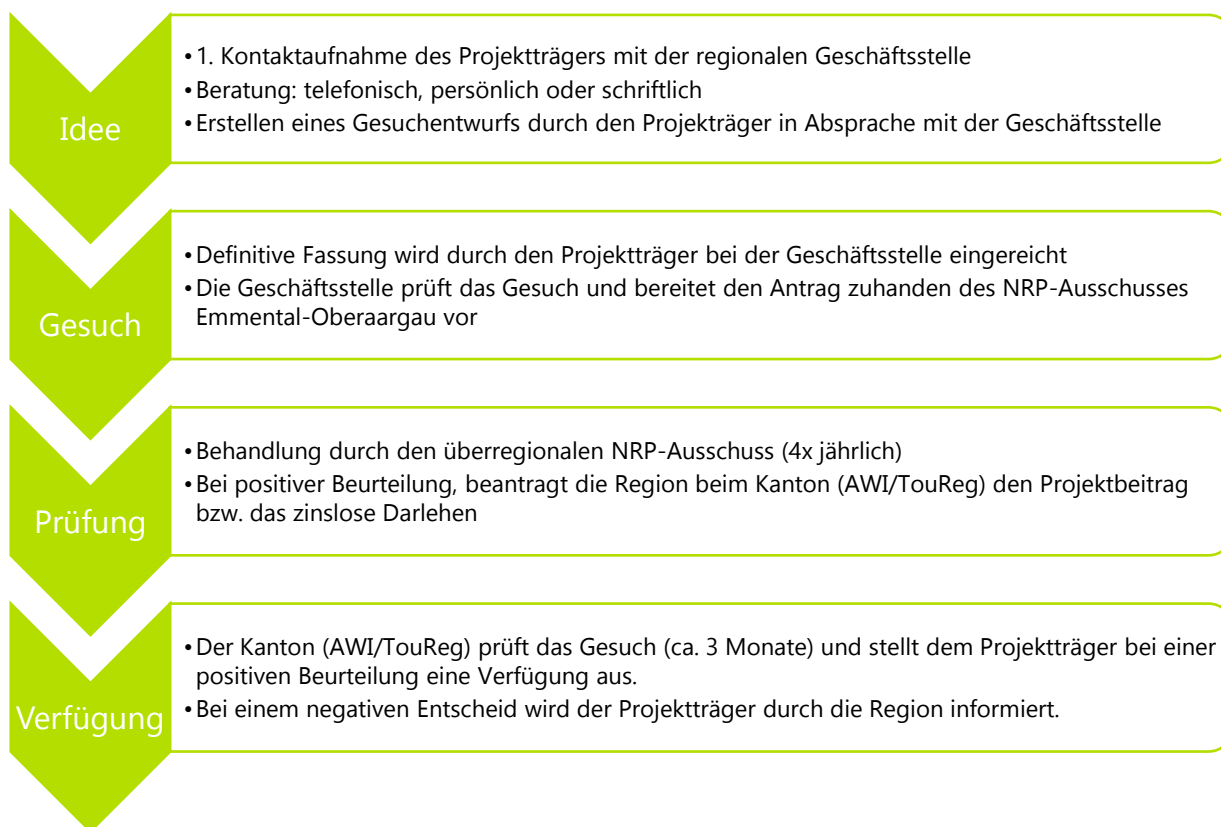 Idee
•1. Kontaktaufnahme des Projektträgers mit der regionalen Geschäftsstelle
•Beratung: telefonisch, persönlich oder schriftlich
•Erstellen eines Gesuchentwurfs durch den Projekträger in Absprache mit der Geschäftsstelle
Gesuch
•Definitive Fassung wird durch den Projektträger bei der Geschäftsstelle eingereicht
•Die Geschäftsstelle prüft das Gesuch und bereitet den Antrag zuhanden des NRP-Ausschusses
Emmental-Oberaargau vor
Prüfung
•Behandlung durch den überregionalen NRP-Ausschuss (4x jährlich)
•Bei positiver Beurteilung, beantragt die Region beim Kanton (AWI/TouReg) den Projektbeitrag
bzw. das zinslose Darlehen
Verfügung
•Der Kanton (AWI/TouReg) prüft das Gesuch (ca. 3 Monate) und stellt dem Projektträger bei einer
positiven Beurteilung eine Verfügung aus.
•Bei einem negativen Entscheid wird der Projektträger durch die Region informiert.